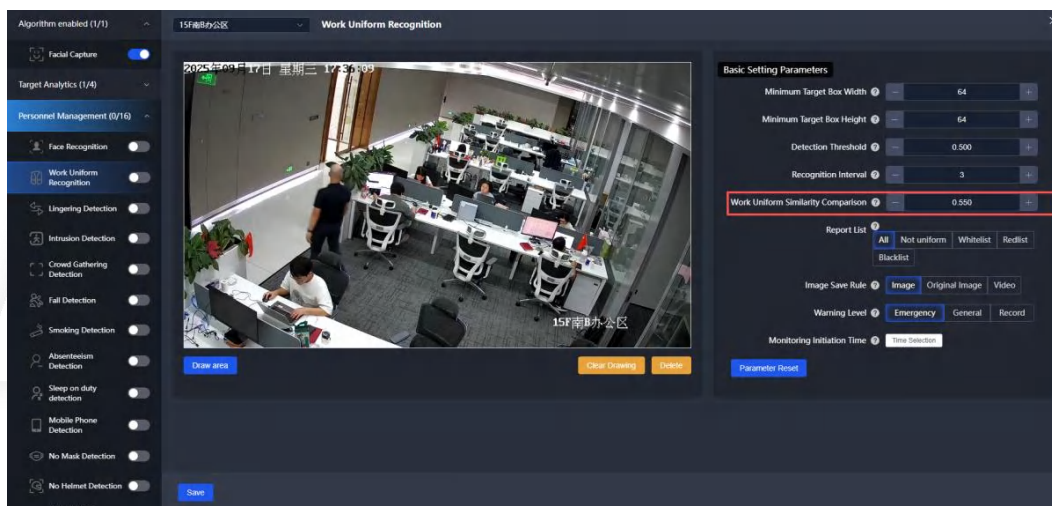 Algorithm enabled (1/1)
15F南B办公区
Work Uniform Recognition
Facial Capture
Target Analytics (1/4)
Personnel Management (0/16)
Face Recognition
Work Uniform
Recognition
Lingering Detection
Intrusion Detection
Crowd Gathering
Detection
Fall Detection
Smoking Detection
Absenteeism
Detection
Sleep on duty
detection
Mobile Phone
Detection
No Mask Detection
No Helmet Detection
2025年09月17日 星期三 17:36:09
15F南B办公区
Draw area
Clear Drawing
Delete
Basic Setting Parameters
Minimum Target Box Width ? − 64 +
Minimum Target Box Height ? − 64 +
Detection Threshold ? − 0.500 +
Recognition Interval ? − 3 +
Work Uniform Similarity Comparison ? − 0.550 +
Report List ?
All Not uniform Whitelist Redlist
Blacklist
Image Save Rule ? Image Original Image Video
Warning Level ? Emergency General Record
Monitoring Initiation Time ? Time Selection
Parameter Reset
Save